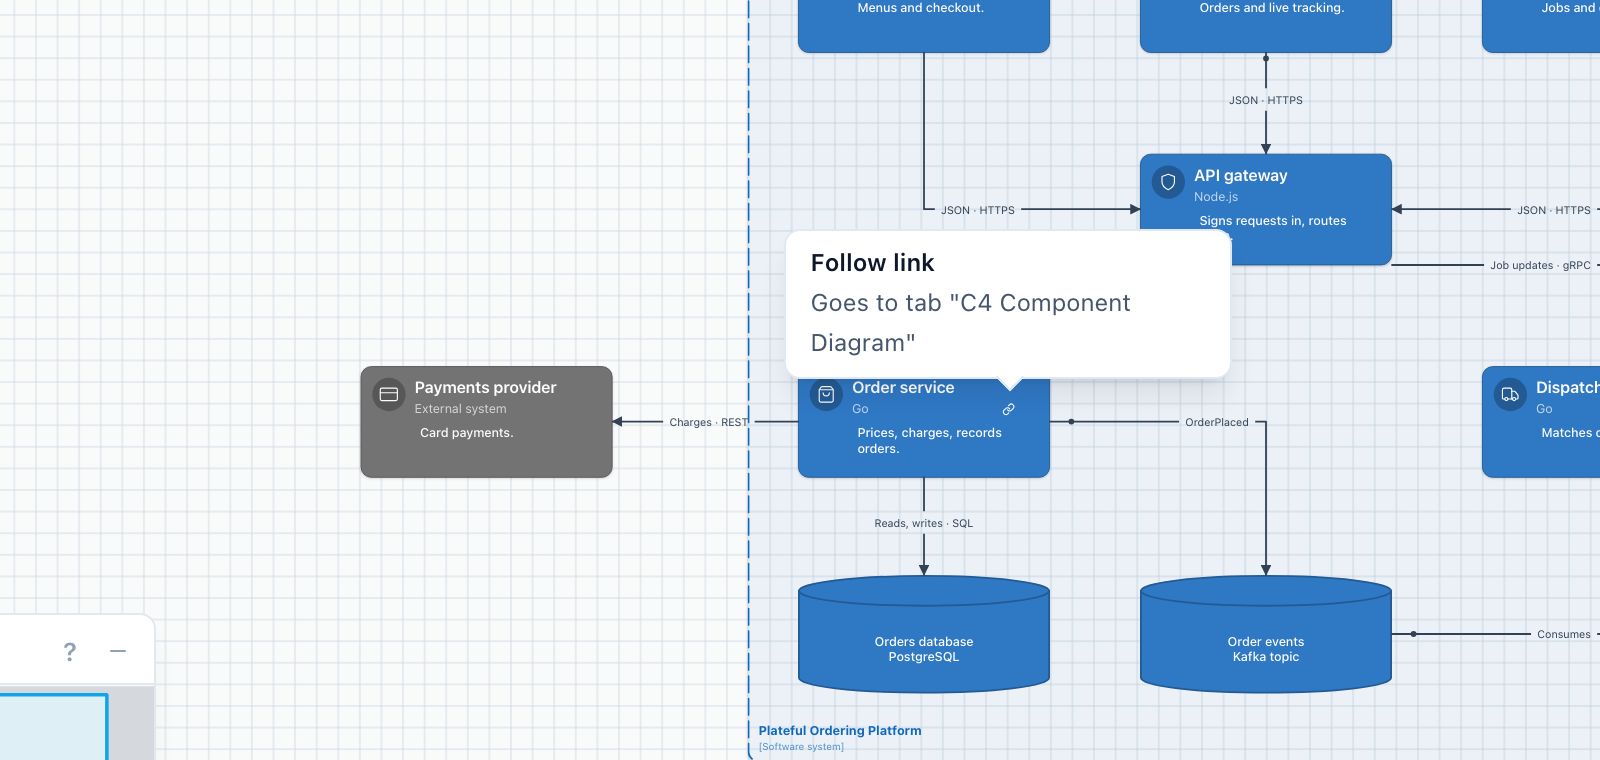 Menus and checkout.
Orders and live tracking.
Jobs and
JSON · HTTPS
API gateway
Node.js
Signs requests in, routes
JSON · HTTPS
JSON · HTTPS
Job updates · gRPC
Follow link
Goes to tab "C4 Component
Diagram"
Payments provider
External system
Card payments.
Charges · REST
Order service
Go
Prices, charges, records
orders.
OrderPlaced
Dispatch
Go
Matches
Reads, writes · SQL
Orders database
PostgreSQL
Order events
Kafka topic
Consumes
?
Plateful Ordering Platform
[Software system]